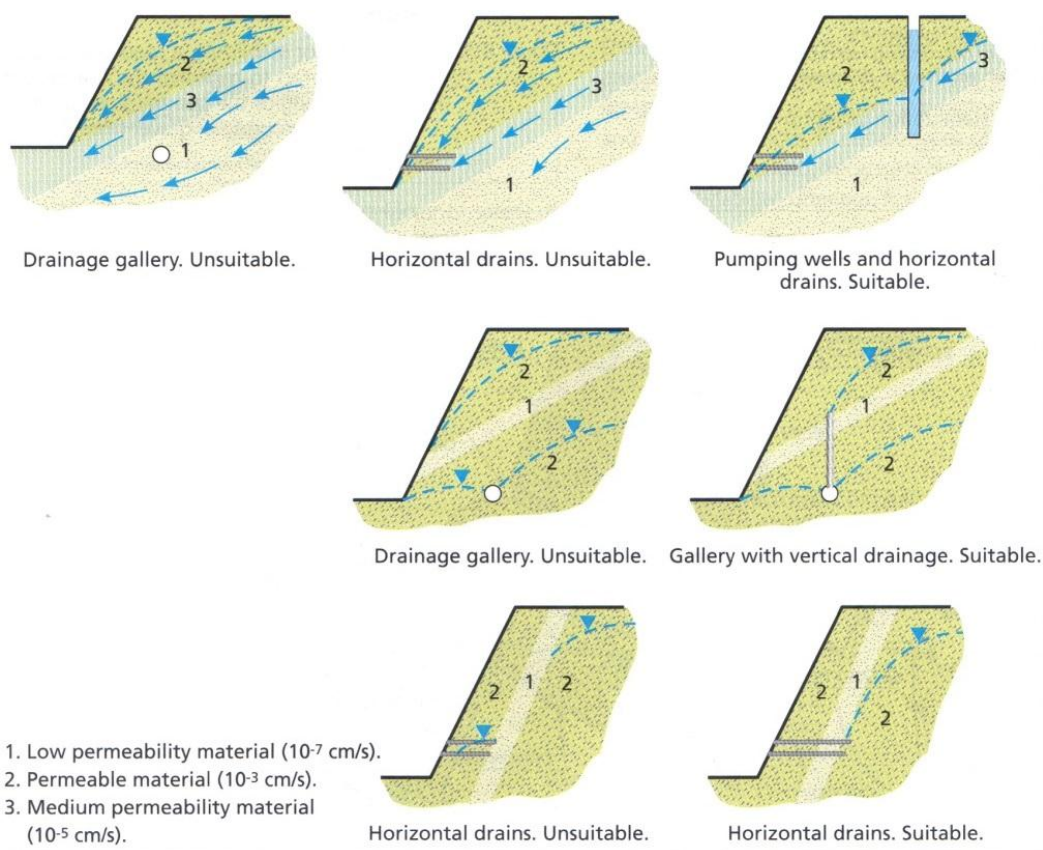 2
3
1
Drainage gallery. Unsuitable.
2
3
1
Horizontal drains. Unsuitable.
2
3
1
Pumping wells and horizontal
drains. Suitable.
2
1
2
Drainage gallery. Unsuitable.
2
1
2
Gallery with vertical drainage. Suitable.
2 1 2
Horizontal drains. Unsuitable.
2 1
2
Horizontal drains. Suitable.
1. Low permeability material (10-7 cm/s).
2. Permeable material (10-3 cm/s).
3. Medium permeability material
(10-5 cm/s).